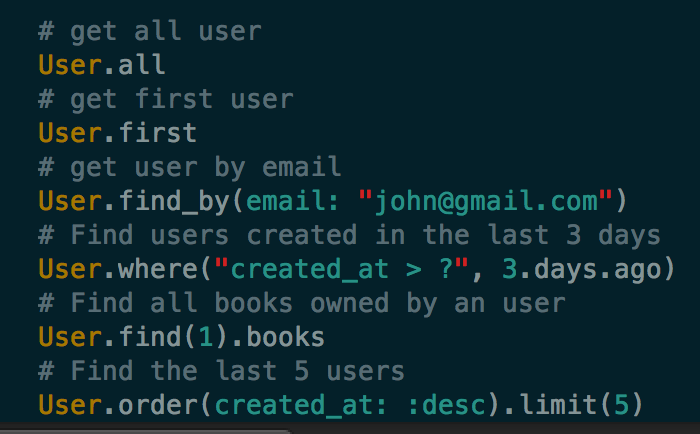 # get all user
User.all
# get first user
User.first
# get user by email
User.find_by(email: "john@gmail.com")
# Find users created in the last 3 days
User.where("created_at > ?", 3.days.ago)
# Find all books owned by an user
User.find(1).books
# Find the last 5 users
User.order(created_at: :desc).limit(5)